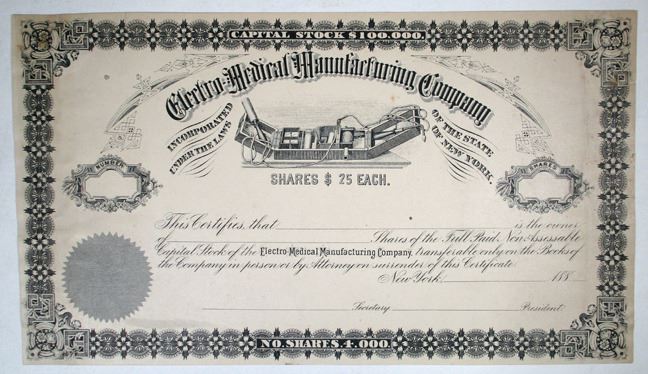 CAPITAL STOCK $100,000.
Electro-Medical Manufacturing Company
INCORPORATED
UNDER THE LAWS
OF THE STATE
OF NEW YORK.
SHARES $ 25 EACH.
NUMBER
SHARES
This Certifies, that is the owner
of Shares of the Full Paid, Non Assessable
Capital Stock of the Electro-Medical Manufacturing Company, transferable only on the Books of
the Company in person or by Attorney on surrender of this Certificate.
New York, 188
Secretary. President.
NO. SHARES 4,000.